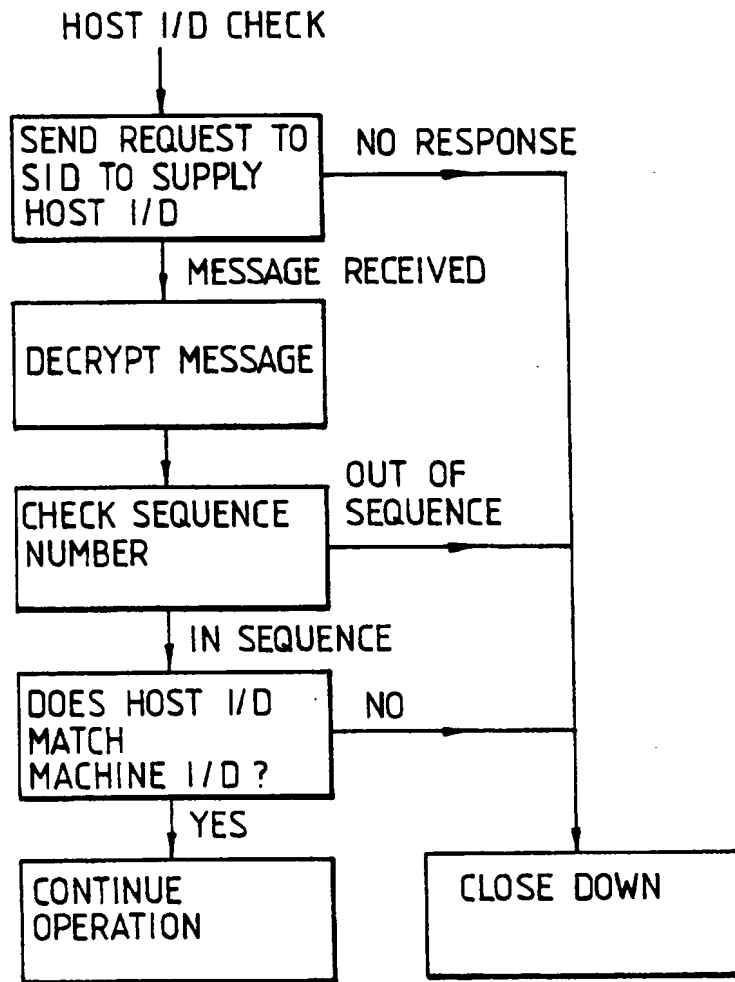 HOST I/D CHECK
SEND REQUEST TO
SID TO SUPPLY
HOST I/D
NO RESPONSE
MESSAGE RECEIVED
DECRYPT MESSAGE
CHECK SEQUENCE
NUMBER
OUT OF
SEQUENCE
IN SEQUENCE
DOES HOST I/D
MATCH
MACHINE I/D ?
NO
YES
CONTINUE
OPERATION
CLOSE DOWN